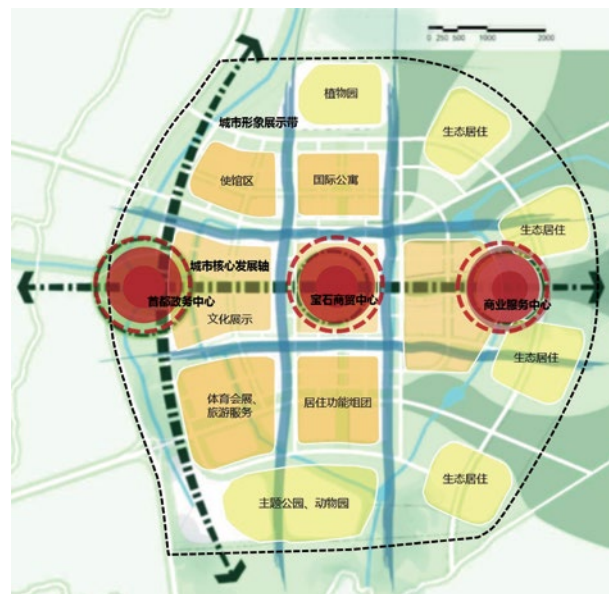 0 250 500 1000 2000
植物园
城市形象展示带
生态居住
使馆区
国际公寓
生态居住
城市核心发展轴
首都政务中心
宝石商贸中心
商业服务中心
文化展示
生态居住
体育会展、
旅游服务
居住功能组团
生态居住
主题公园、动物园